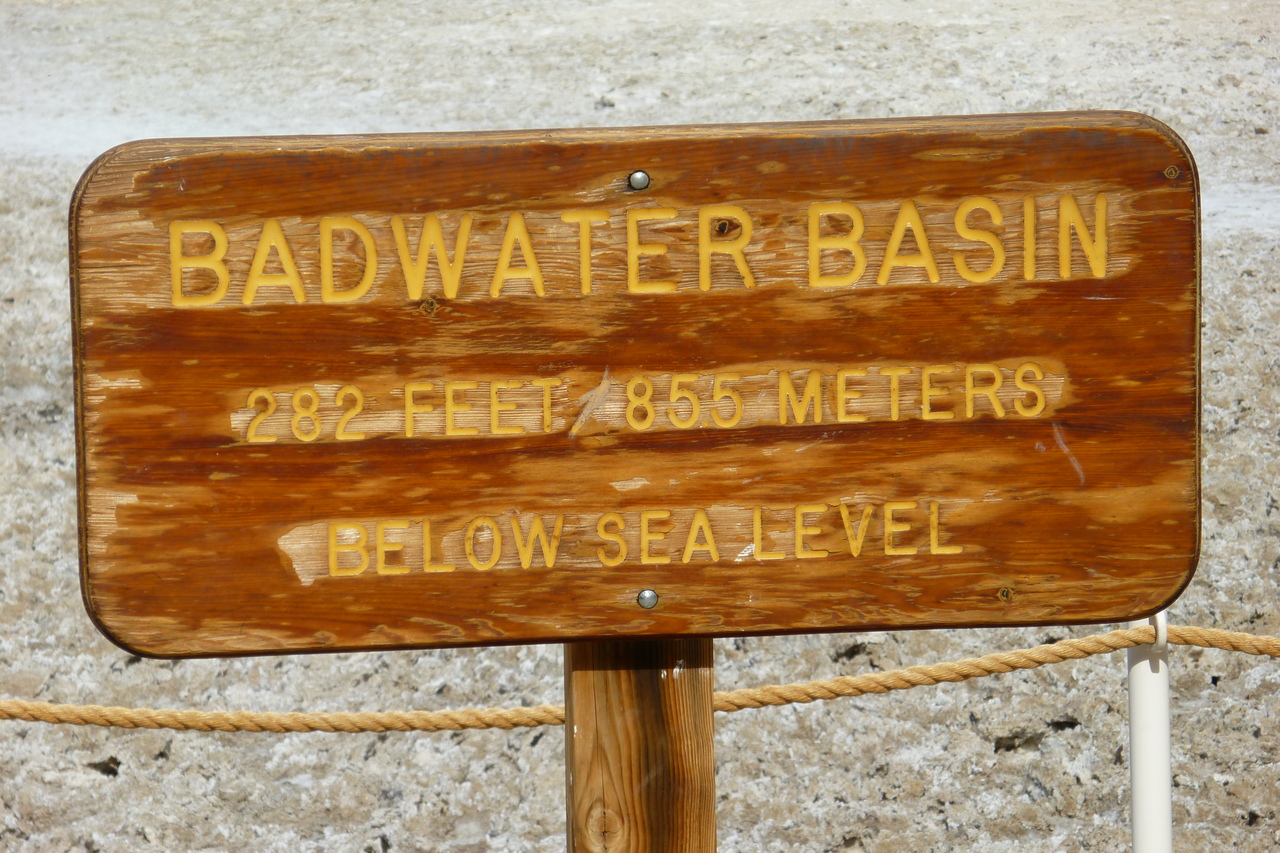 BADWATER BASIN
282 FEET / 855 METERS
BELOW SEA LEVEL